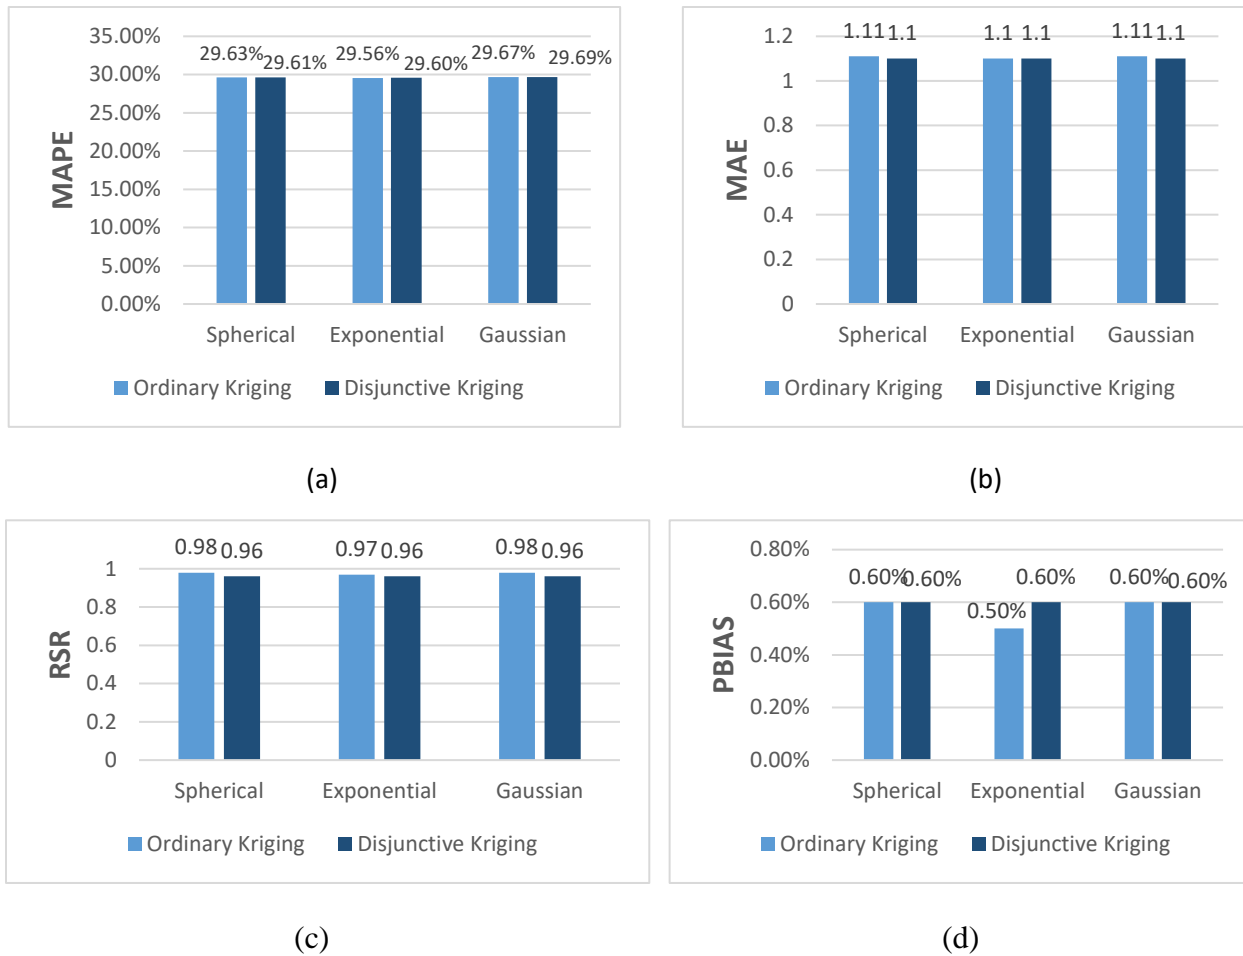 35.00%
30.00%
25.00%
20.00%
15.00%
10.00%
5.00%
0.00%
MAPE
29.63% 29.61% 29.56% 29.60% 29.67% 29.69%
Spherical Exponential Gaussian
Ordinary Kriging Disjunctive Kriging
(a)
1.2
1
0.8
0.6
0.4
0.2
0
MAE
1.11 1.1 1.1 1.1 1.11 1.1
Spherical Exponential Gaussian
Ordinary Kriging Disjunctive Kriging
(b)
1
0.8
0.6
0.4
0.2
0
RSR
0.98 0.96 0.97 0.96 0.98 0.96
Spherical Exponential Gaussian
Ordinary Kriging Disjunctive Kriging
(c)
0.80%
0.60%
0.40%
0.20%
0.00%
PBIAS
0.60% 0.60% 0.50% 0.60% 0.60% 0.60%
Spherical Exponential Gaussian
Ordinary Kriging Disjunctive Kriging
(d)